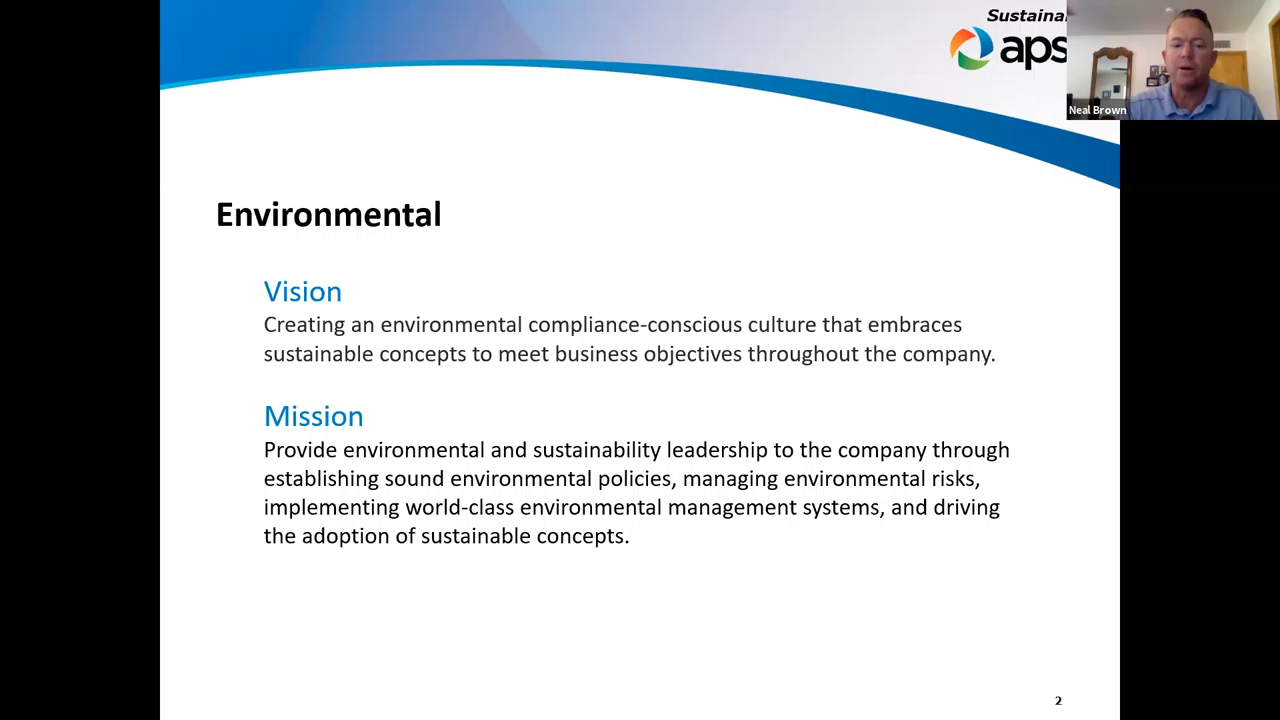 aps
Neal Brown
Environmental
Vision
Creating an environmental compliance-conscious culture that embraces
sustainable concepts to meet business objectives throughout the company.
Mission
Provide environmental and sustainability leadership to the company through
establishing sound environmental policies, managing environmental risks,
implementing world-class environmental management systems, and driving
the adoption of sustainable concepts.
2